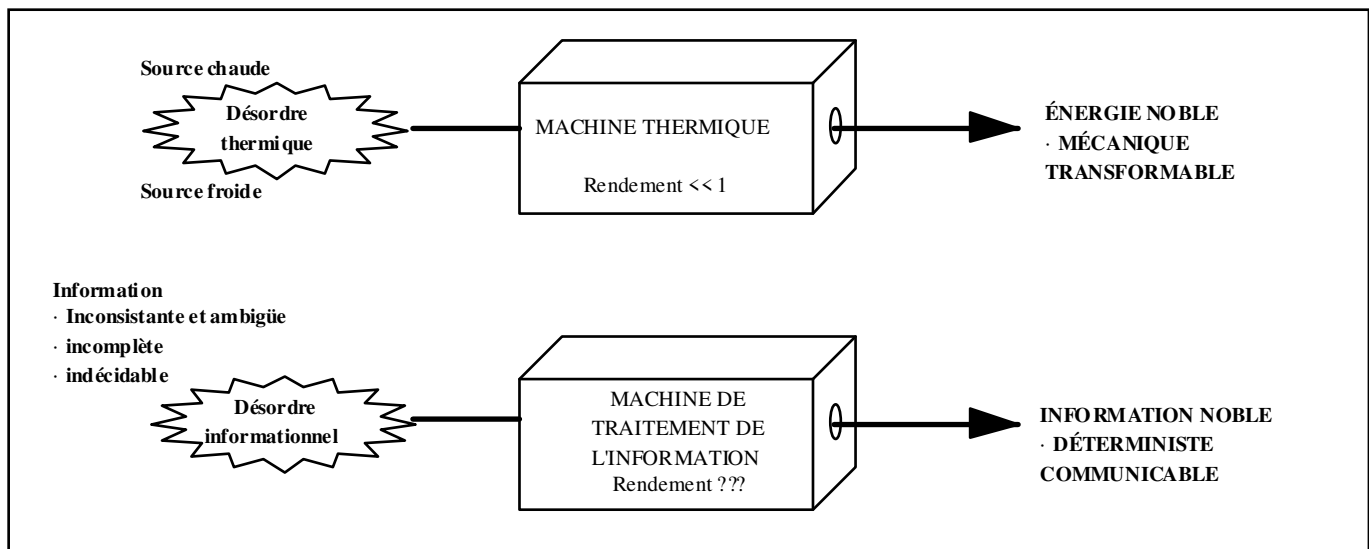 Source chaude
Désordre
thermique
Source froide
MACHINE THERMIQUE
Rendement << 1
ÉNERGIE NOBLE
· MÉCANIQUE
TRANSFORMABLE
Information
· Inconsistante et ambigüe
· incomplète
· indécidable
Désordre
informationnel
MACHINE DE
TRAITEMENT DE
L'INFORMATION
Rendement ???
INFORMATION NOBLE
· DÉTERMINISTE
COMMUNICABLE